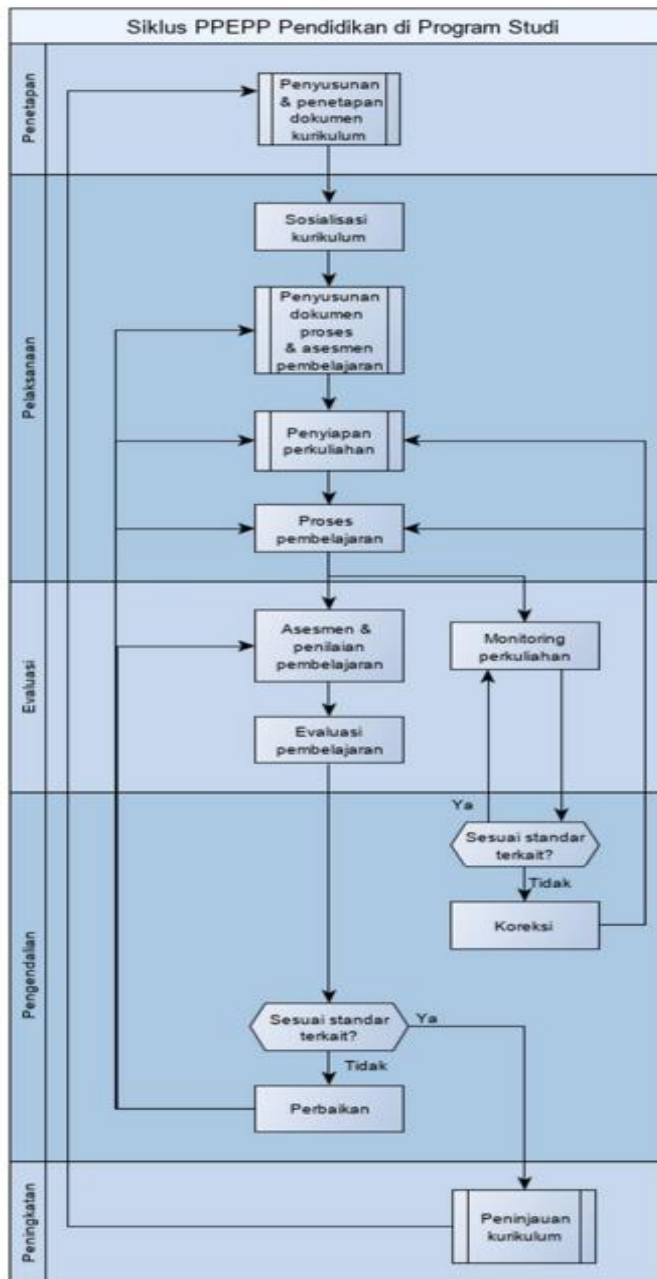 Siklus PPEPP Pendidikan di Program Studi
Penetapan
Penyusunan
& penetapan
dokumen
kurikulum
Pelaksanaan
Sosialisasi
kurikulum
Penyusunan
dokumen
proses
& asesmen
pembelajaran
Penyiapan
perkuliahan
Proses
pembelajaran
Evaluasi
Asesmen &
penilaian
pembelajaran
Monitoring
perkuliahan
Evaluasi
pembelajaran
Pengendalian
Ya
Sesuai standar
terkait?
Tidak
Koreksi
Sesuai standar
terkait?
Ya
Tidak
Perbaikan
Peningkatan
Peninjauan
kurikulum